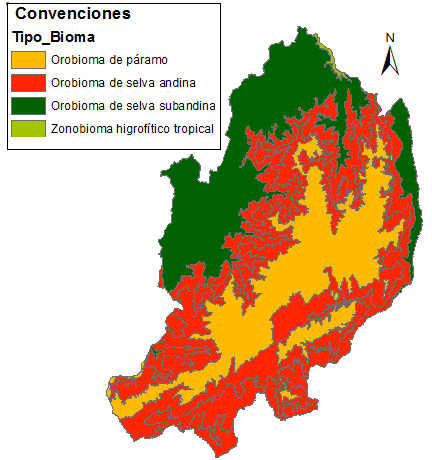 Convenciones
Tipo_Bioma
Orobioma de páramo
Orobioma de selva andina
Orobioma de selva subandina
Zonobioma higrofítico tropical
N